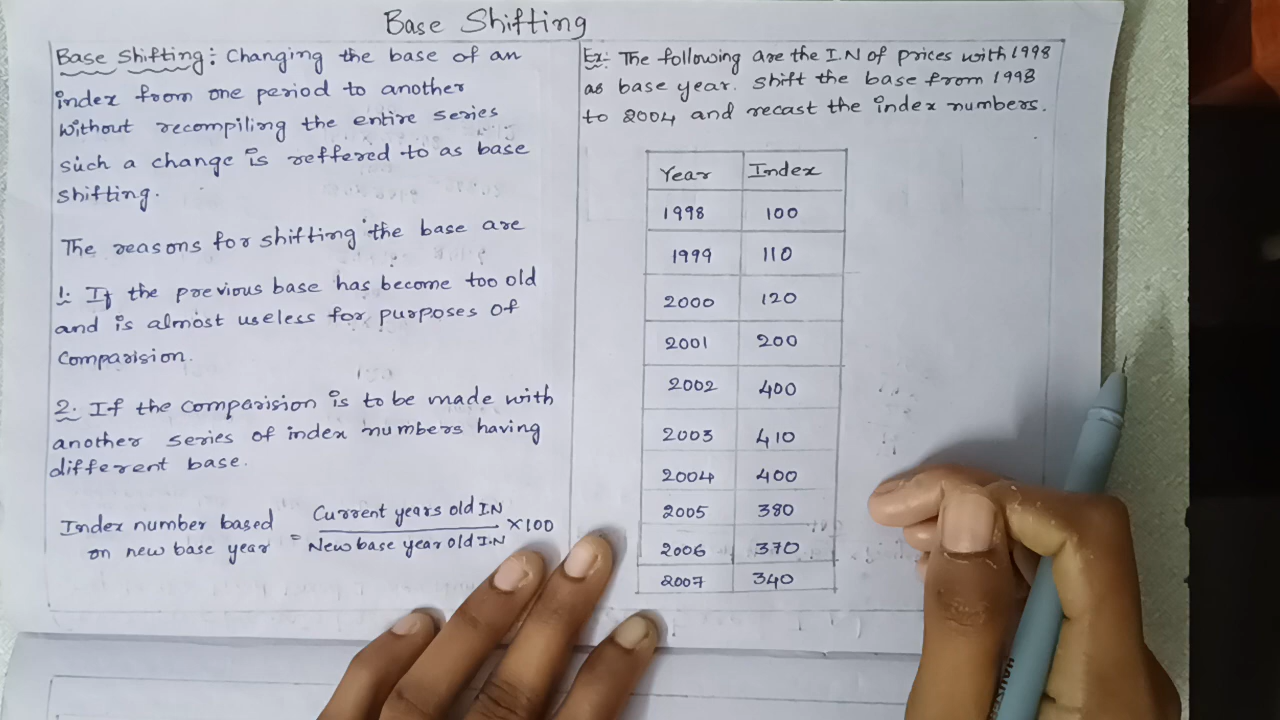 Base Shifting
Base Shifting: Changing the base of an
index from one period to another
without recompiling the entire series
such a change is reffered to as base
shifting.
The reasons for shifting the base are
1. If the previous base has become too old
and is almost useless for purposes of
Comparision.
2. If the comparision is to be made with
another series of index numbers having
different base.
Index number based on new base year = Current years old IN / New base year old I.N × 100
Ex:- The following are the I.N of prices with 1998
as base year. Shift the base from 1998
to 2004 and recast the index numbers.
Year Index
1998 100
1999 110
2000 120
2001 200
2002 400
2003 410
2004 400
2005 380
2006 370
2007 340